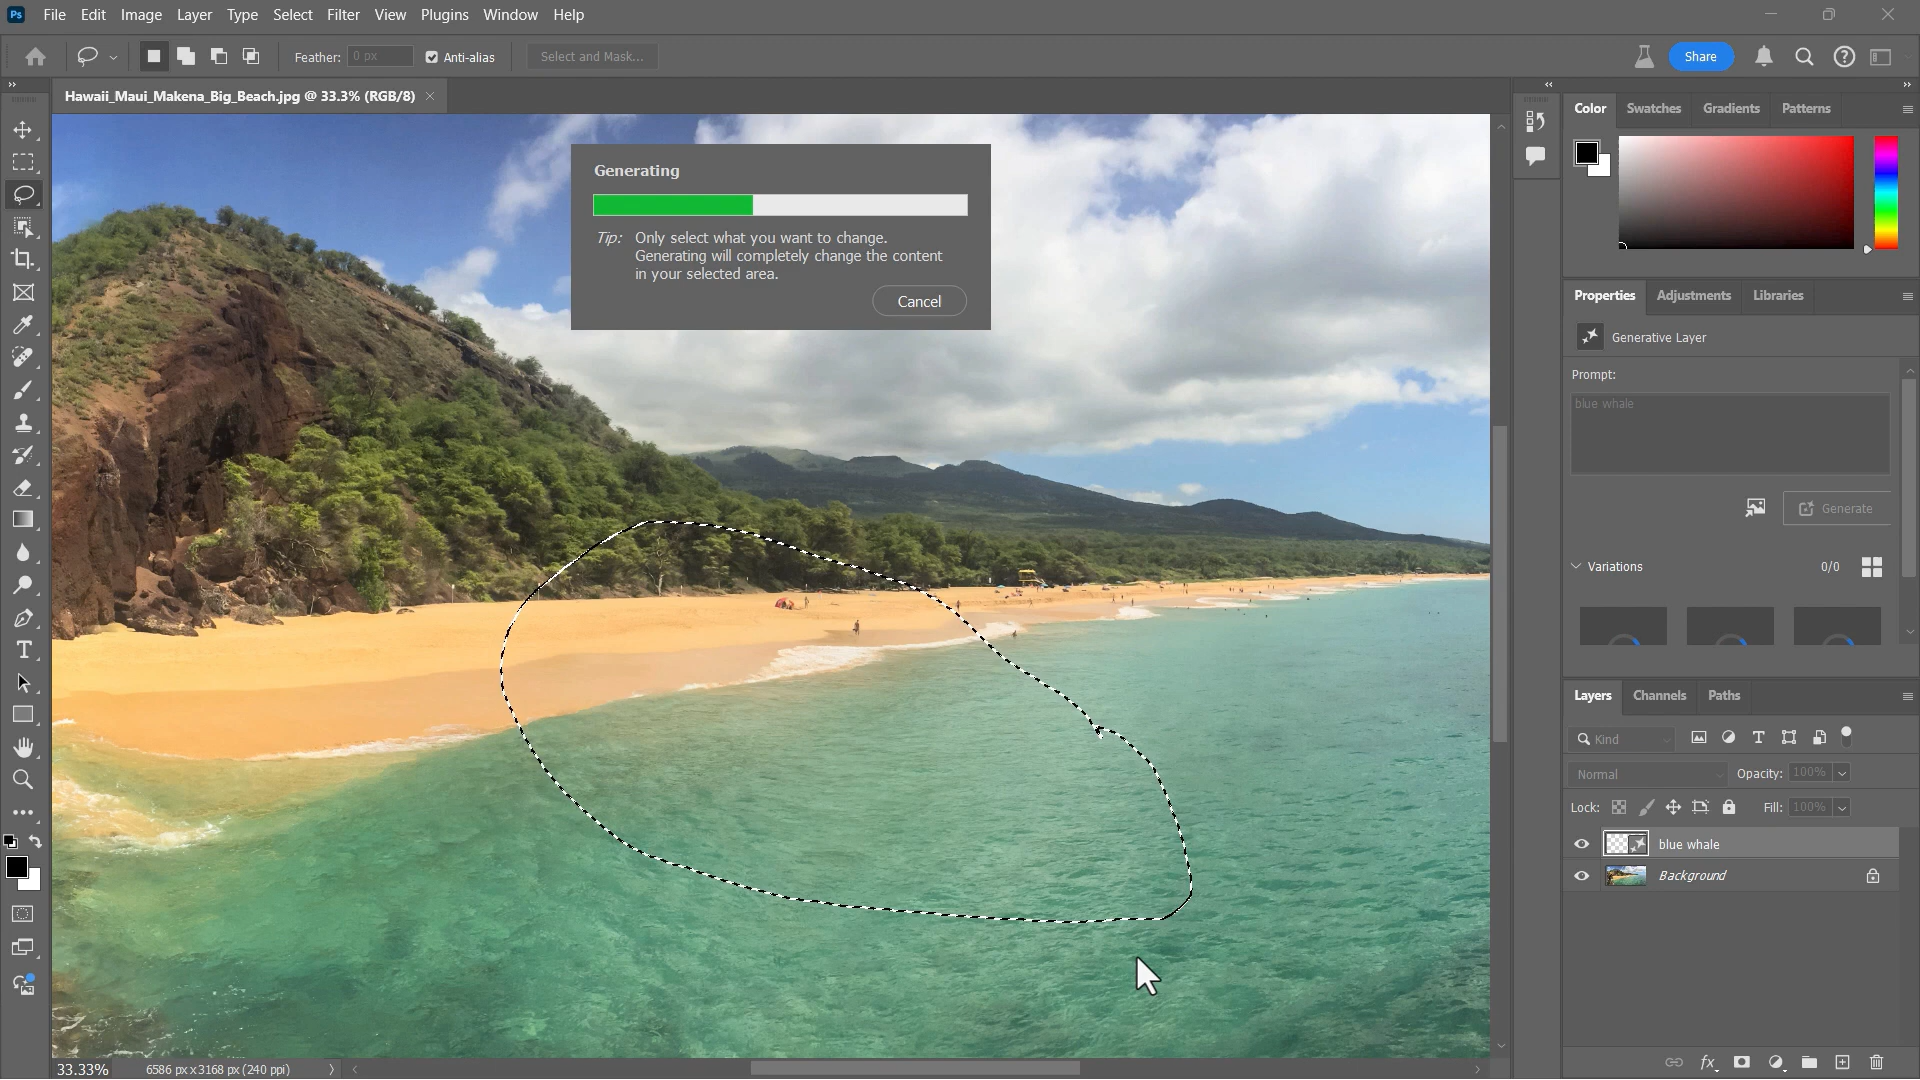 Ps File Edit Image Layer Type Select Filter View Plugins Window Help
Feather: 0 px Anti-alias Select and Mask... Share
Hawaii_Maui_Makena_Big_Beach.jpg @ 33.3% (RGB/8)
Generating
Tip: Only select what you want to change.
Generating will completely change the content
in your selected area.
Cancel
Color Swatches Gradients Patterns
Properties Adjustments Libraries
Generative Layer
Prompt:
blue whale
Generate
Variations 0/0
Layers Channels Paths
Kind
Normal Opacity: 100%
Lock: Fill: 100%
blue whale
Background
33.33% 6586 px x 3168 px (240 ppi)
fx